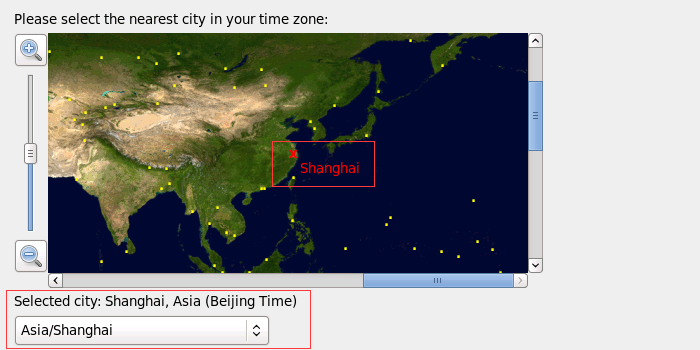 Please select the nearest city in your time zone:
Shanghai
Selected city: Shanghai, Asia (Beijing Time)
Asia/Shanghai